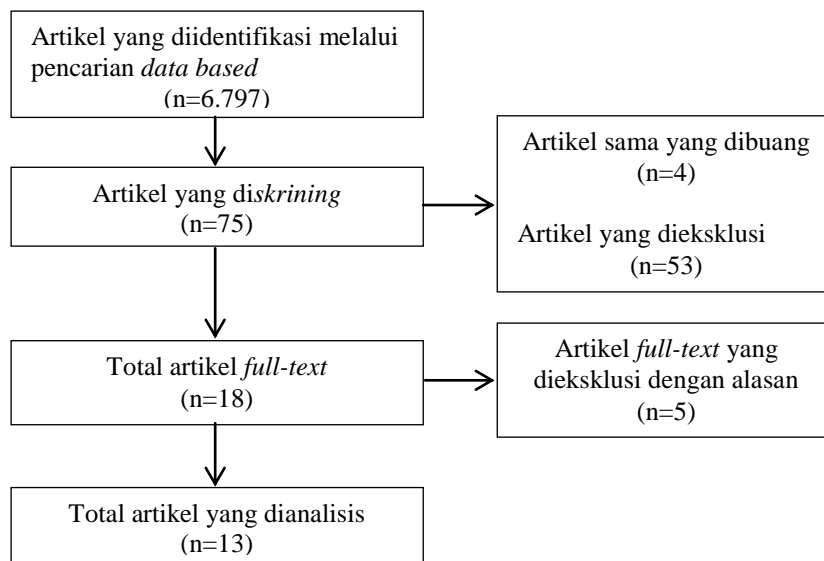 Artikel yang diidentifikasi melalui
pencarian data based
(n=6.797)
Artikel sama yang dibuang
(n=4)
Artikel yang dieksklusi
(n=53)
Artikel yang diskrining
(n=75)
Total artikel full-text
(n=18)
Artikel full-text yang
dieksklusi dengan alasan
(n=5)
Total artikel yang dianalisis
(n=13)